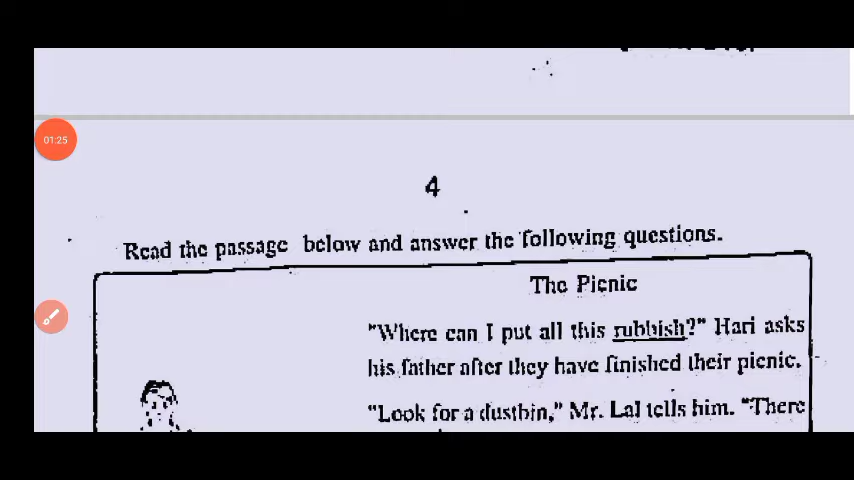 01:25
4
Read the passage below and answer the following questions.
The Picnic
"Where can I put all this rubbish?" Hari asks
his father after they have finished their picnic.
"Look for a dustbin," Mr. Lal tells him. "There